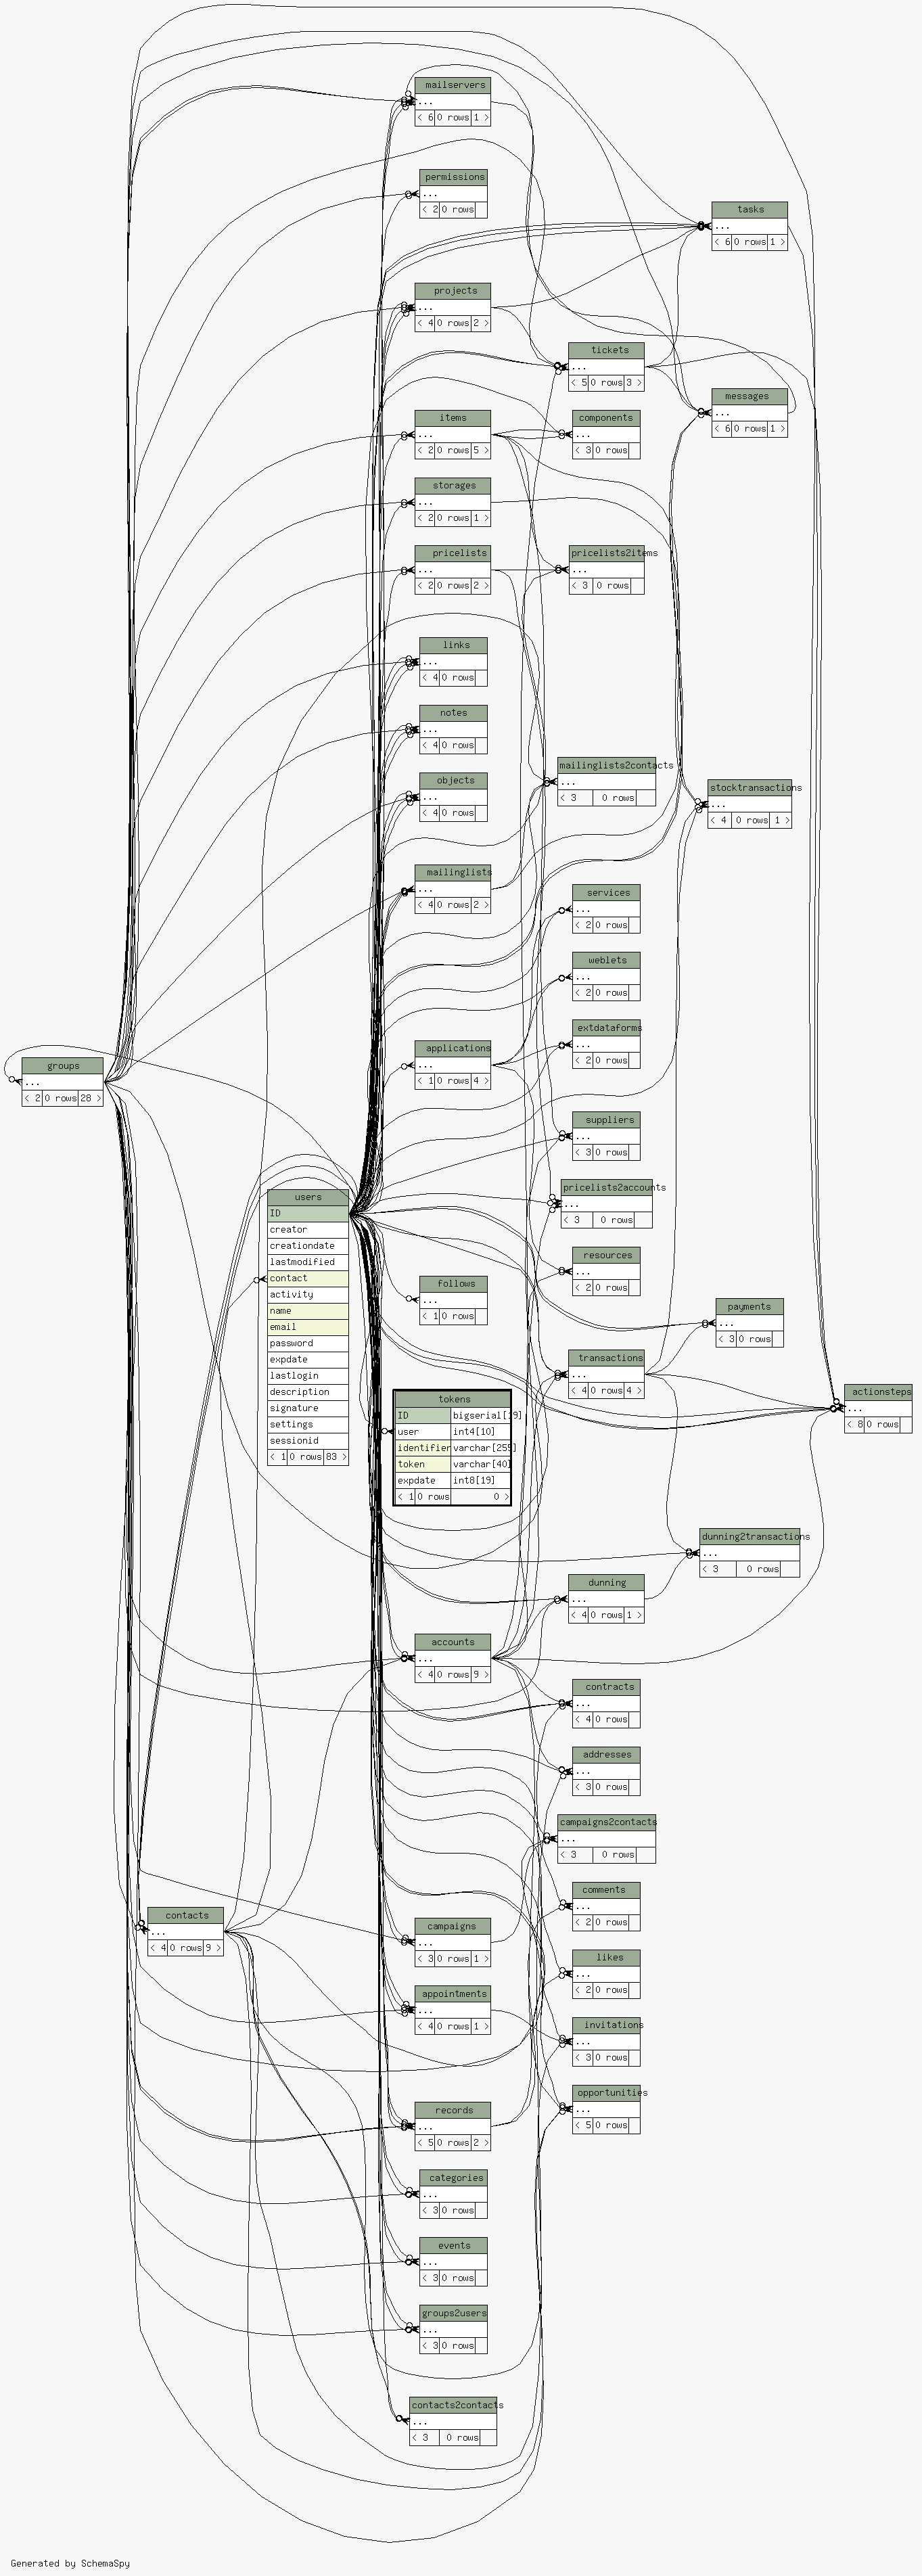 mailservers
...
< 6 0 rows 1 >
permissions
...
< 2 0 rows
tasks
...
< 6 0 rows 1 >
projects
...
< 4 0 rows 2 >
tickets
...
< 5 0 rows 3 >
messages
...
< 6 0 rows 1 >
items
...
< 2 0 rows 5 >
components
...
< 3 0 rows
storages
...
< 2 0 rows 1 >
pricelists
...
< 2 0 rows 2 >
pricelists2items
...
< 3 0 rows
links
...
< 4 0 rows
notes
...
< 4 0 rows
objects
...
< 4 0 rows
mailinglists2contacts
...
< 3 0 rows
stocktransactions
...
< 4 0 rows 1 >
mailinglists
...
< 4 0 rows 2 >
services
...
< 2 0 rows
weblets
...
< 2 0 rows
extdataforms
...
< 2 0 rows
applications
...
< 1 0 rows 4 >
groups
...
< 2 0 rows 28 >
suppliers
...
< 3 0 rows
pricelists2accounts
...
< 3 0 rows
users
ID
creator
creationdate
lastmodified
contact
activity
name
email
password
expdate
lastlogin
description
signature
settings
sessionid
< 1 0 rows 83 >
resources
...
< 2 0 rows
follows
...
< 1 0 rows
payments
...
< 3 0 rows
transactions
...
< 4 0 rows 4 >
actionsteps
...
< 8 0 rows
tokens
ID bigserial[19]
user int4[10]
identifier varchar[255]
token varchar[40]
expdate int8[19]
< 1 0 rows 0 >
dunning2transactions
...
< 3 0 rows
dunning
...
< 4 0 rows 1 >
accounts
...
< 4 0 rows 9 >
contracts
...
< 4 0 rows
addresses
...
< 3 0 rows
campaigns2contacts
...
< 3 0 rows
comments
...
< 2 0 rows
contacts
...
< 4 0 rows 9 >
campaigns
...
< 3 0 rows 1 >
likes
...
< 2 0 rows
appointments
...
< 4 0 rows 1 >
invitations
...
< 3 0 rows
opportunities
...
< 5 0 rows
records
...
< 5 0 rows 2 >
categories
...
< 3 0 rows
events
...
< 3 0 rows
groups2users
...
< 3 0 rows
contacts2contacts
...
< 3 0 rows
Generated by SchemaSpy